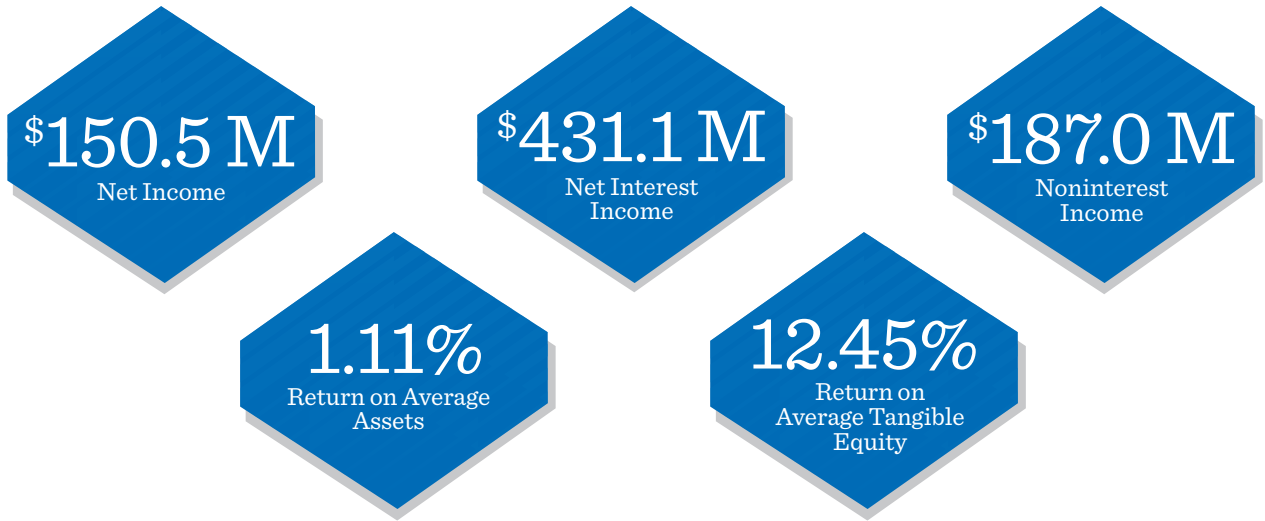 $150.5 M
Net Income
$431.1 M
Net Interest
Income
$187.0 M
Noninterest
Income
1.11%
Return on Average
Assets
12.45%
Return on
Average Tangible
Equity